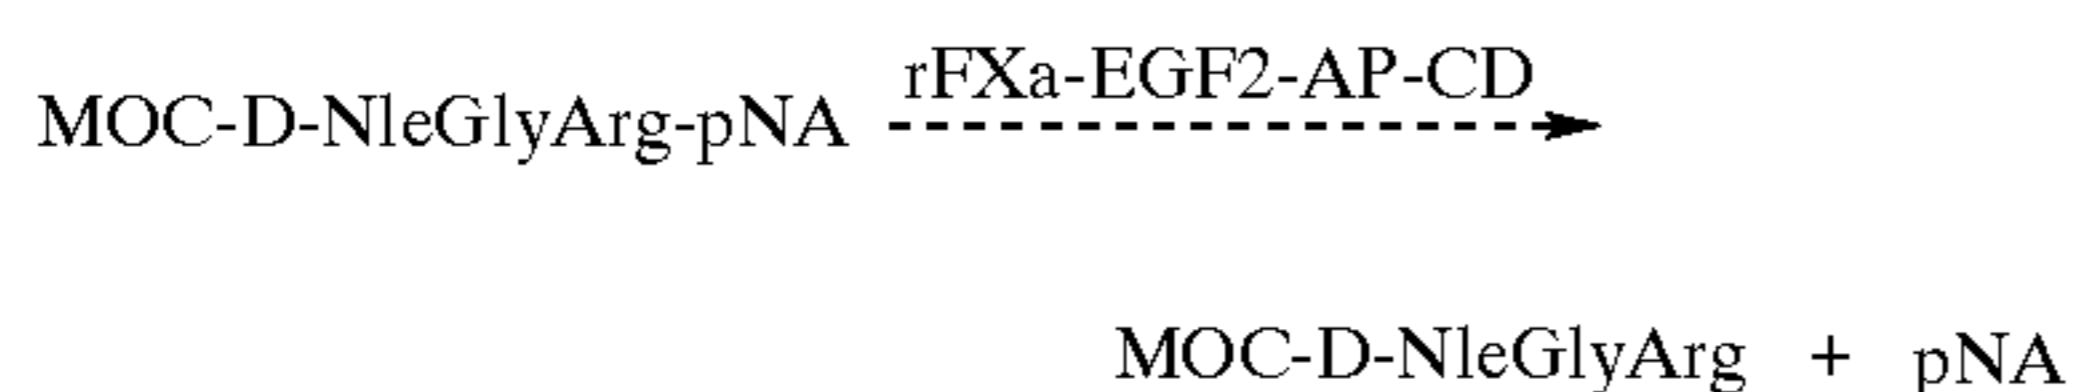 rFXa-EGF2-AP-CD
MOC-D-NleGlyArg-pNA
MOC-D-NleGlyArg + pNA